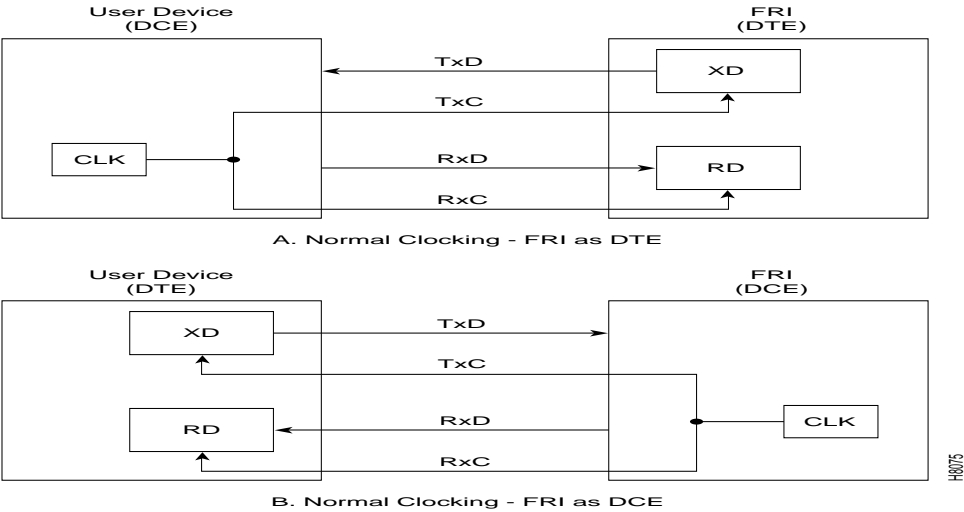 User Device
(DCE)
FRI
(DTE)
TxD
XD
TxC
CLK
RxD
RD
RxC
A. Normal Clocking - FRI as DTE
User Device
(DTE)
FRI
(DCE)
XD
TxD
TxC
RD
RxD
CLK
RxC
H8075
B. Normal Clocking - FRI as DCE